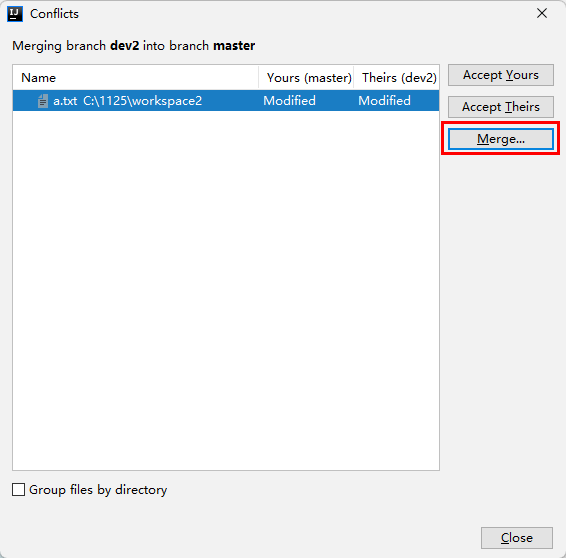 Conflicts
Merging branch dev2 into branch master
Name Yours (master) Theirs (dev2)
a.txt C:\1125\workspace2 Modified Modified
Accept Yours
Accept Theirs
Merge...
Group files by directory
Close